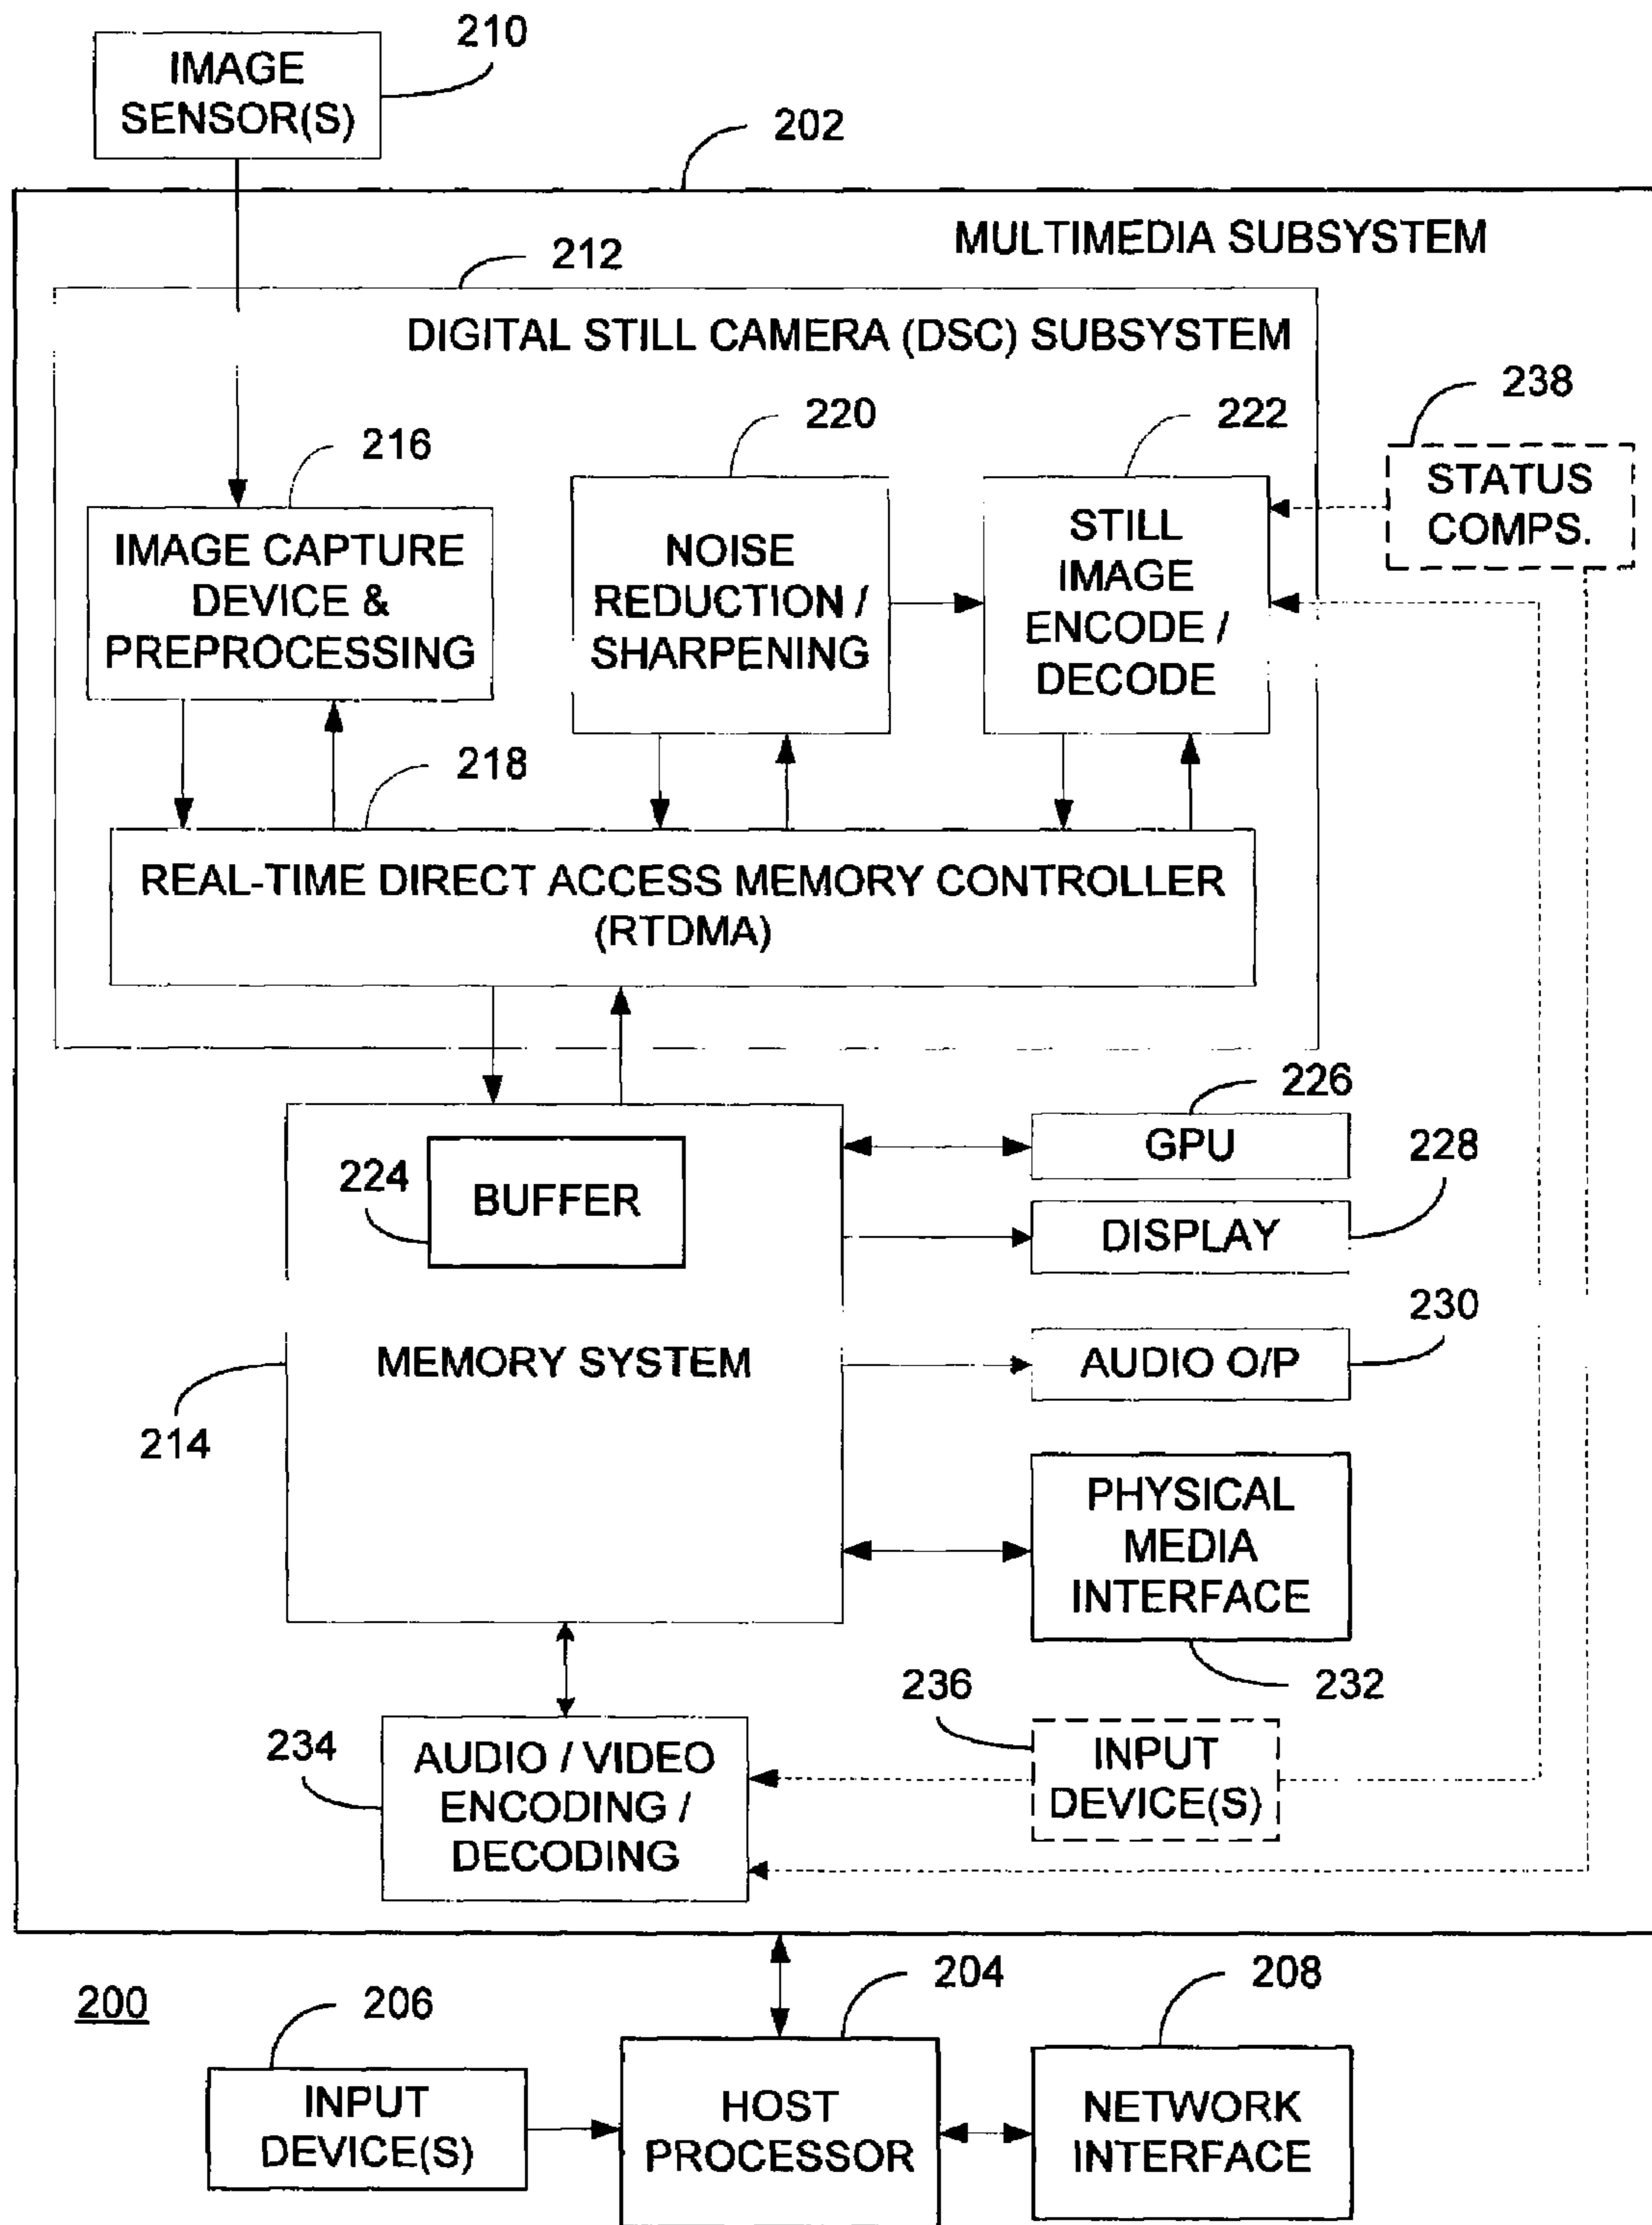 210
IMAGE
SENSOR(S)
202
MULTIMEDIA SUBSYSTEM
212
DIGITAL STILL CAMERA (DSC) SUBSYSTEM
238
STATUS
COMPS.
216
IMAGE CAPTURE
DEVICE &
PREPROCESSING
220
NOISE
REDUCTION /
SHARPENING
222
STILL
IMAGE
ENCODE /
DECODE
218
REAL-TIME DIRECT ACCESS MEMORY CONTROLLER
(RTDMA)
224
BUFFER
MEMORY SYSTEM
214
226
GPU
228
DISPLAY
230
AUDIO O/P
PHYSICAL
MEDIA
INTERFACE
232
234
AUDIO / VIDEO
ENCODING /
DECODING
236
INPUT
DEVICE(S)
200
206
INPUT
DEVICE(S)
204
HOST
PROCESSOR
208
NETWORK
INTERFACE